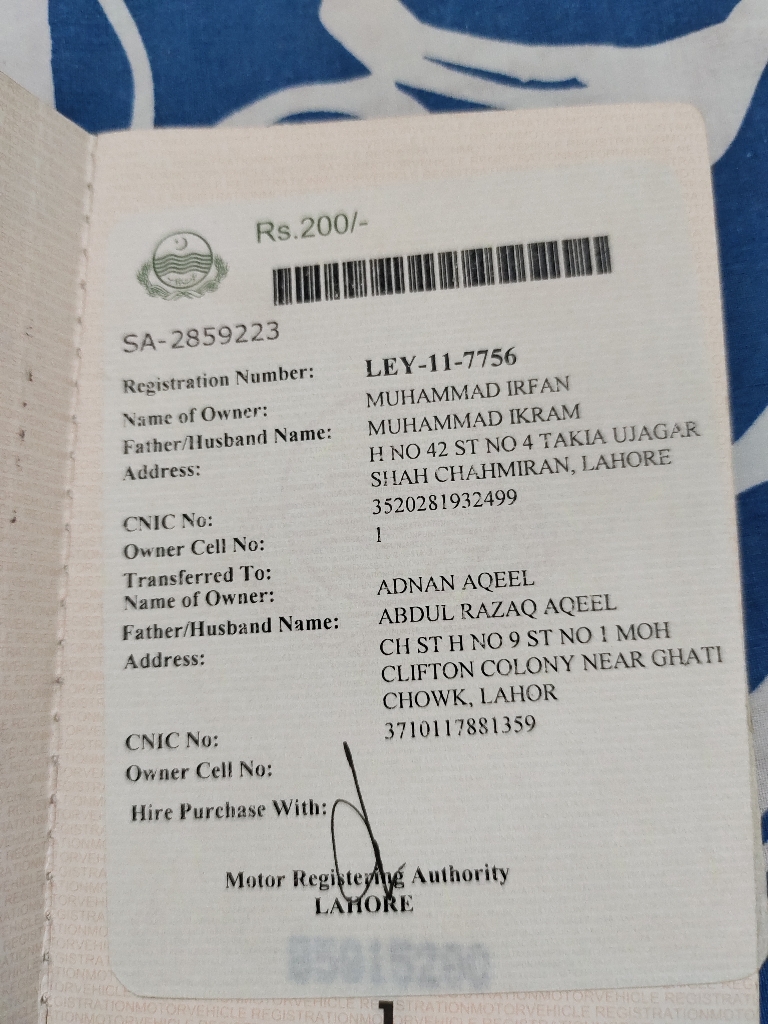 Rs.200/-
SA-2859223
Registration Number: LEY-11-7756
Name of Owner: MUHAMMAD IRFAN
Father/Husband Name: MUHAMMAD IKRAM
Address: H NO 42 ST NO 4 TAKIA UJAGAR
SHAH CHAHMIRAN, LAHORE
CNIC No: 3520281932499
Owner Cell No: 1
Transferred To:
Name of Owner: ADNAN AQEEL
Father/Husband Name: ABDUL RAZAQ AQEEL
Address: CH ST H NO 9 ST NO 1 MOH
CLIFTON COLONY NEAR GHATI
CHOWK, LAHOR
CNIC No: 3710117881359
Owner Cell No:
Hire Purchase With:
Motor Registering Authority
LAHORE